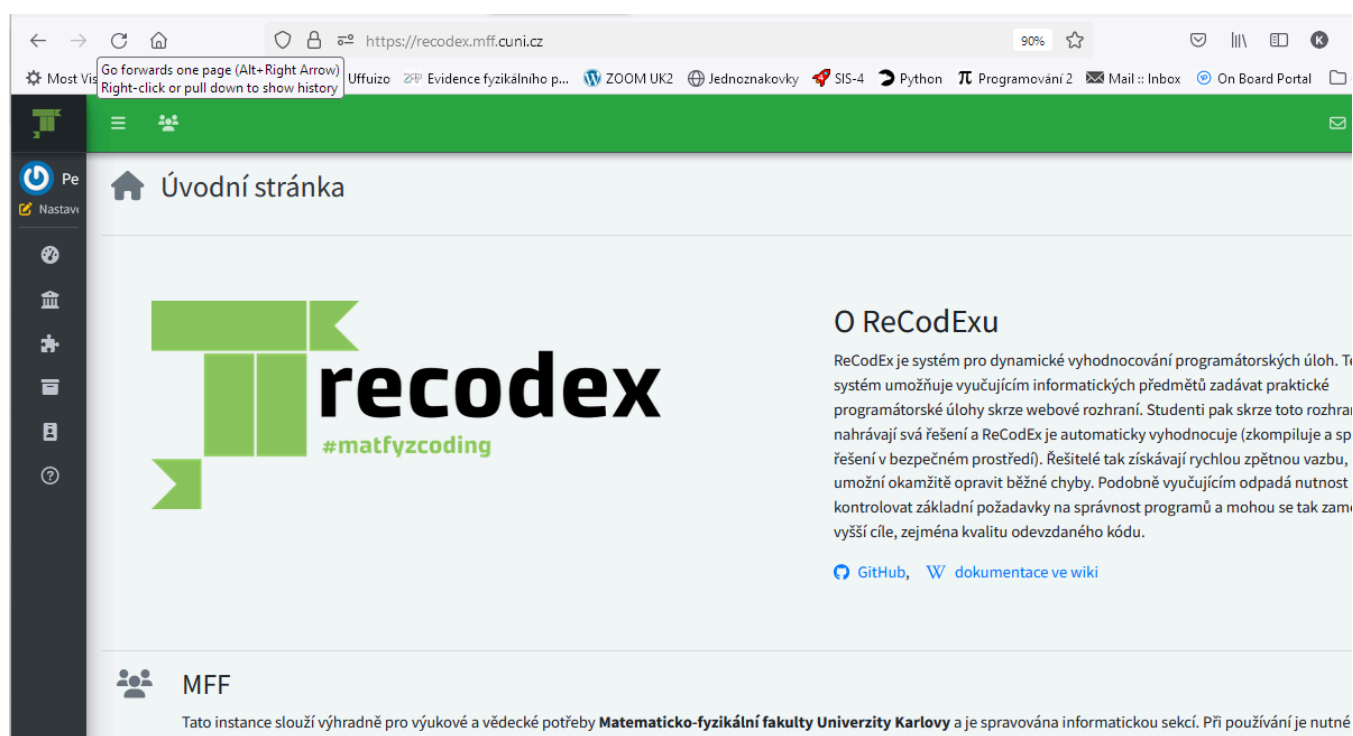 https://recodex.mff.cuni.cz 90% K
Most Vis
Go forwards one page (Alt+Right Arrow)
Right-click or pull down to show history
Uffuizo Evidence fyzikálního p... ZOOM UK2 Jednoznakovky SIS-4 Python Programování 2 Mail :: Inbox On Board Portal
Pe
Nastav
Úvodní stránka
recodex
#matfyzcoding
O ReCodExu
ReCodEx je systém pro dynamické vyhodnocování programátorských úloh. Te
systém umožňuje vyučujícím informatických předmětů zadávat praktické
programátorské úlohy skrze webové rozhraní. Studenti pak skrze toto rozhra
nahrávají svá řešení a ReCodEx je automaticky vyhodnocuje (zkompiluje a sp
řešení v bezpečném prostředí). Řešitelé tak získávají rychlou zpětnou vazbu,
umožní okamžitě opravit běžné chyby. Podobně vyučujícím odpadá nutnost
kontrolovat základní požadavky na správnost programů a mohou se tak zamě
vyšší cíle, zejména kvalitu odevzdaného kódu.
GitHub, W dokumentace ve wiki
MFF
Tato instance slouží výhradně pro výukové a vědecké potřeby Matematicko-fyzikální fakulty Univerzity Karlovy a je spravována informatickou sekcí. Při používání je nutné